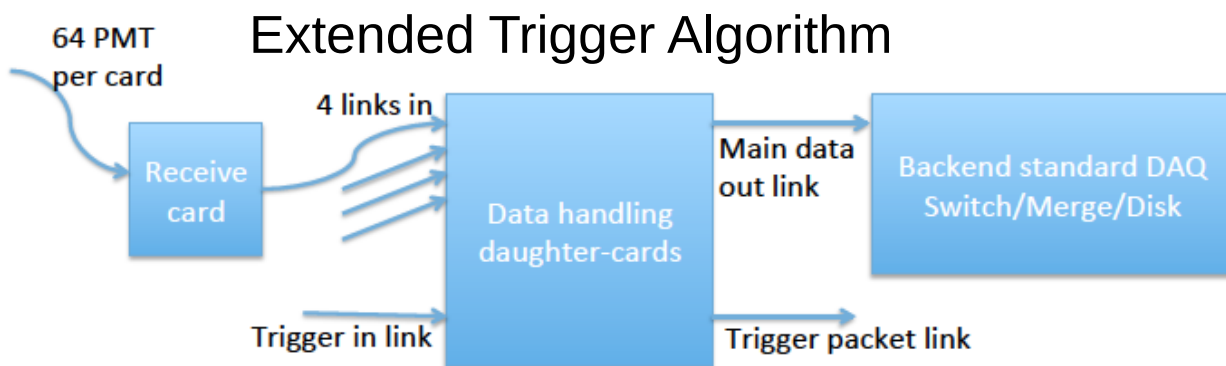 Extended Trigger Algorithm
64 PMT
per card
4 links in
Receive
card
Data handling
daughter-cards
Main data
out link
Backend standard DAQ
Switch/Merge/Disk
Trigger in link
Trigger packet link